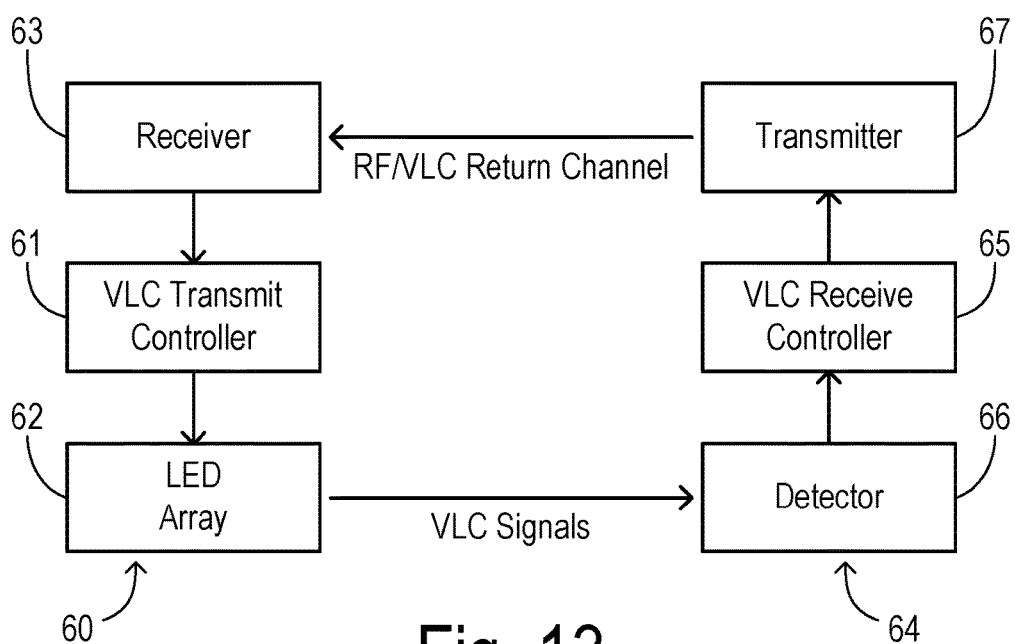 63
67
Receiver
Transmitter
RF/VLC Return Channel
61
65
VLC Transmit
Controller
VLC Receive
Controller
62
66
LED
Array
Detector
VLC Signals
60
64
Fig.